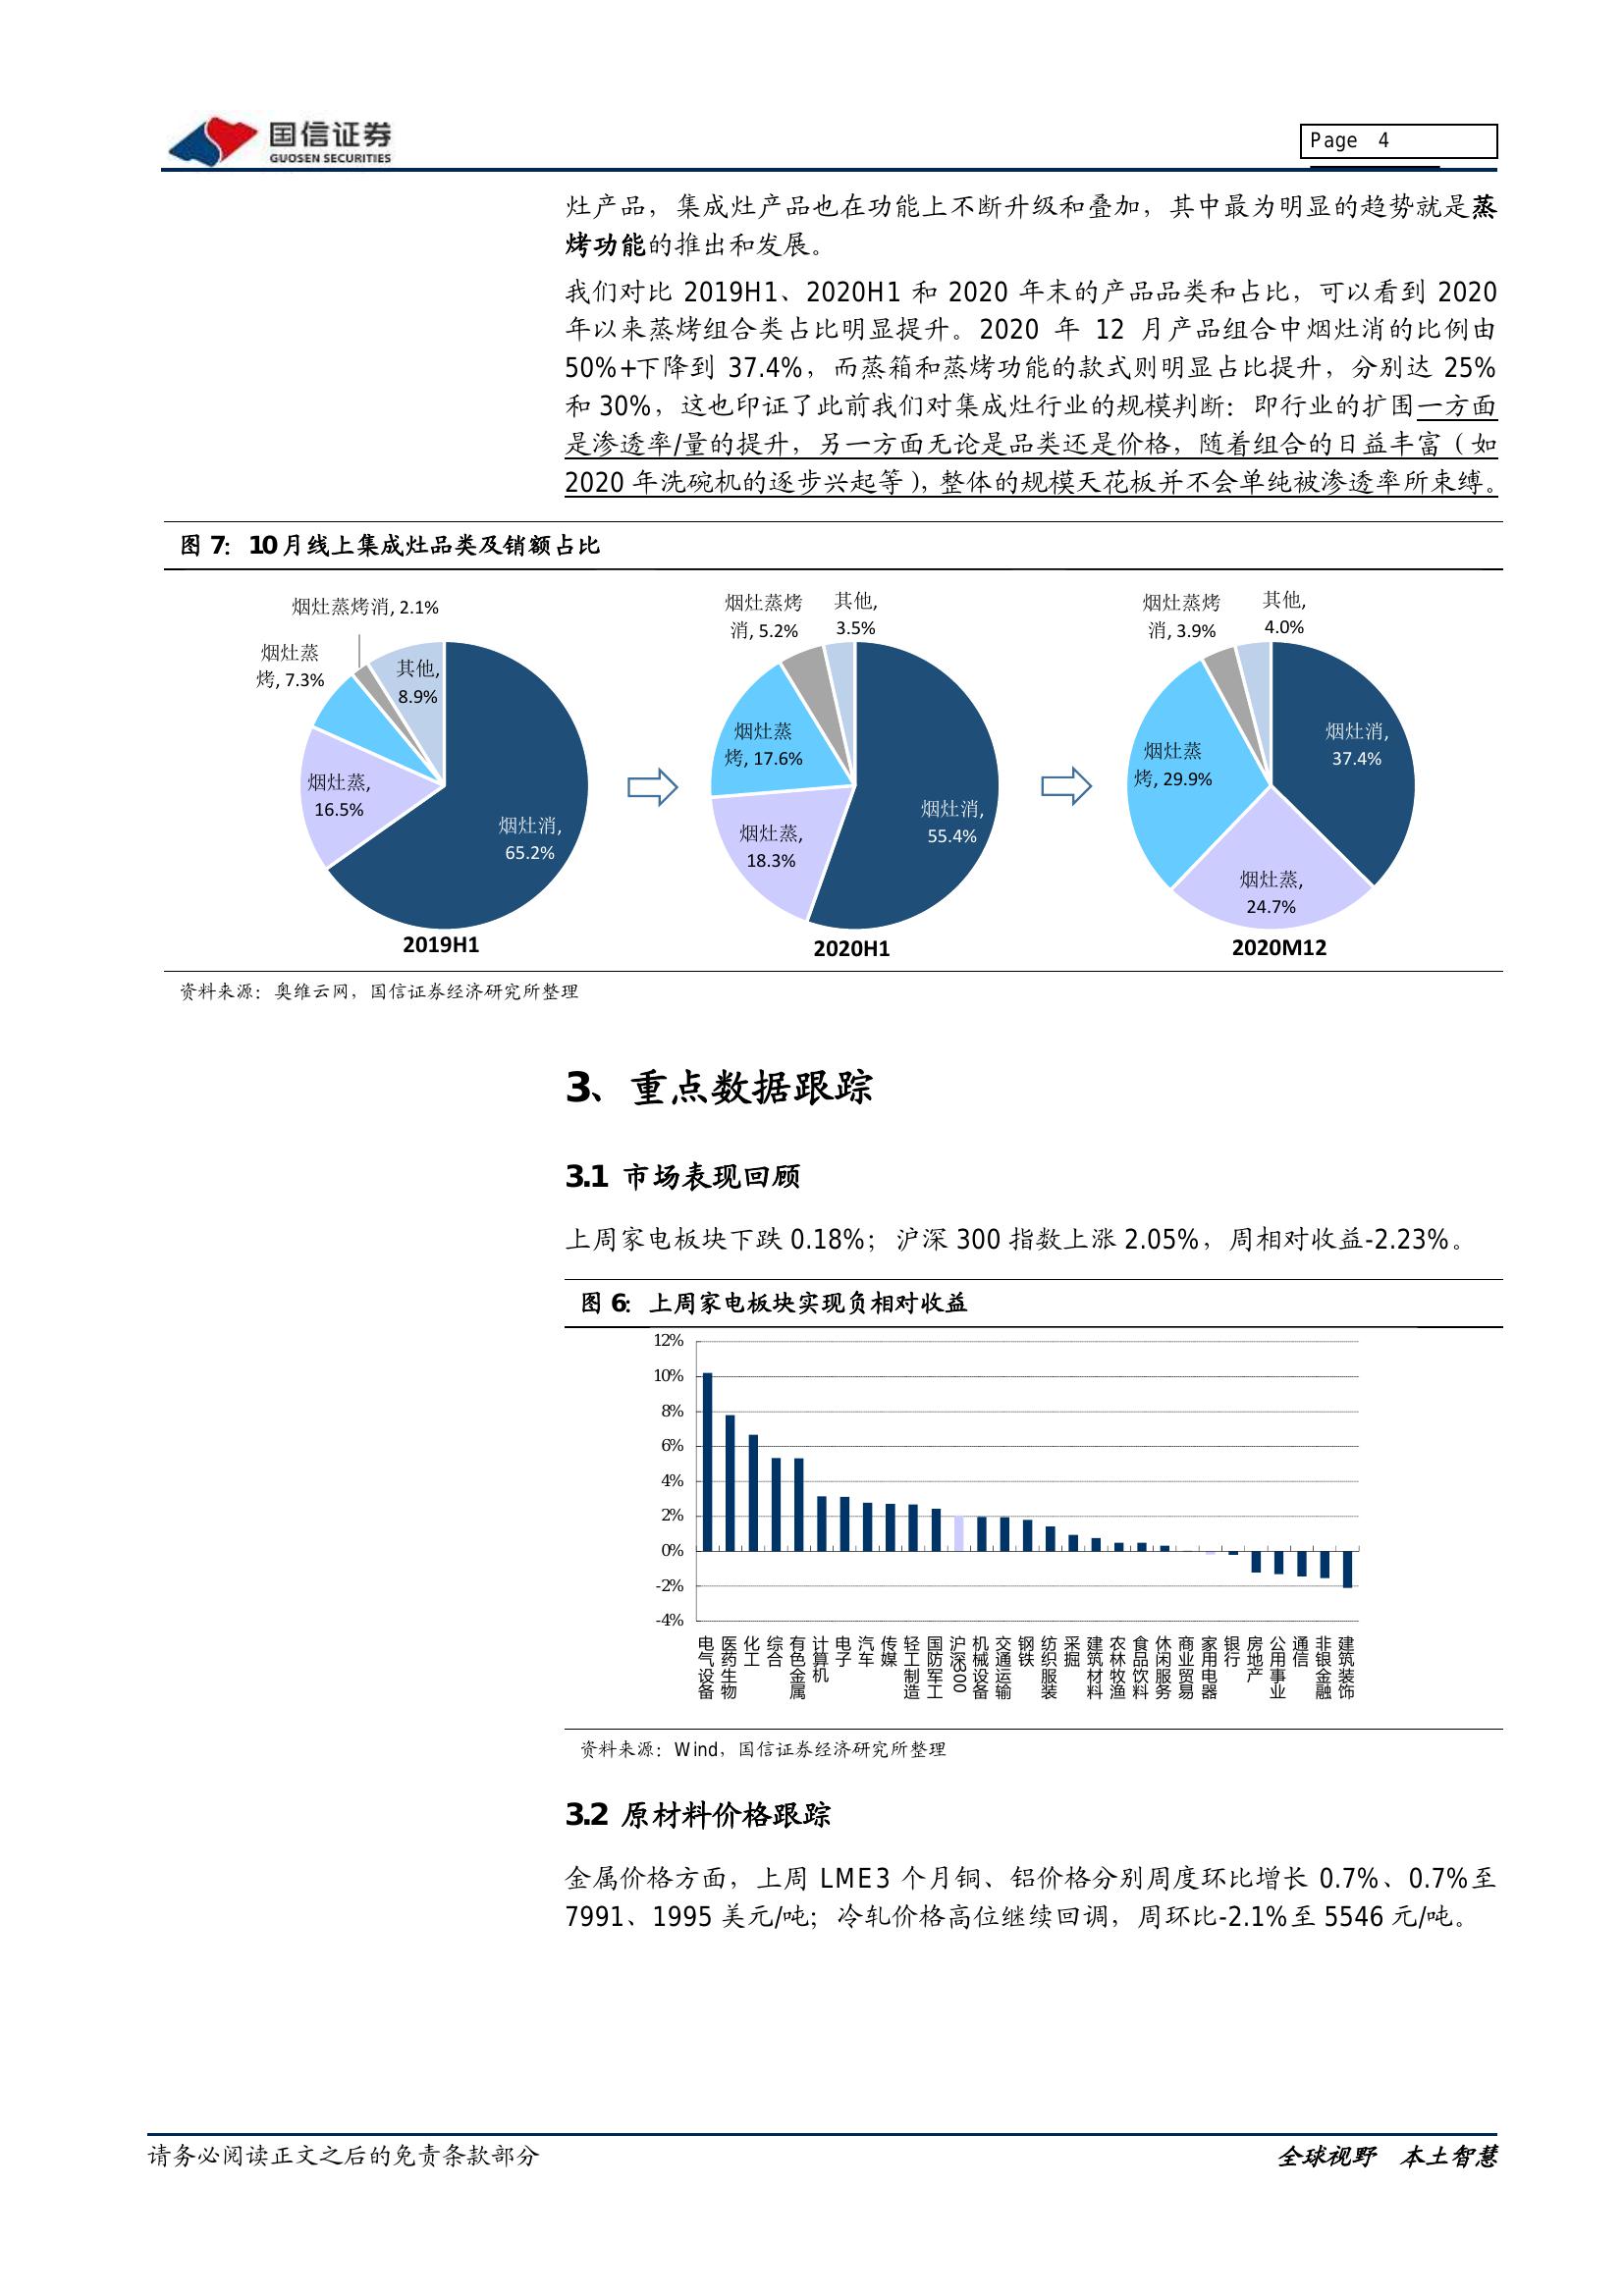 国信证券
GUOSEN SECURITIES
Page 4
灶产品，集成灶产品也在功能上不断升级和叠加，其中最为明显的趋势就是蒸
烤功能的推出和发展。
我们对比 2019H1、2020H1 和 2020 年末的产品品类和占比，可以看到 2020
年以来蒸烤组合类占比明显提升。2020 年 12 月产品组合中烟灶消的比例由
50%+下降到 37.4%，而蒸箱和蒸烤功能的款式则明显占比提升，分别达 25%
和 30%，这也印证了此前我们对集成灶行业的规模判断：即行业的扩围一方面
是渗透率/量的提升，另一方面无论是品类还是价格，随着组合的日益丰富（如
2020 年洗碗机的逐步兴起等），整体的规模天花板并不会单纯被渗透率所束缚。
图 7：10 月线上集成灶品类及销额占比
烟灶蒸烤消, 2.1%
烟灶蒸
烤, 7.3%
其他,
8.9%
烟灶蒸,
16.5%
烟灶消,
65.2%
2019H1
烟灶蒸烤
消, 5.2%
其他,
3.5%
烟灶蒸
烤, 17.6%
烟灶蒸,
18.3%
烟灶消,
55.4%
2020H1
烟灶蒸烤
消, 3.9%
其他,
4.0%
烟灶消,
37.4%
烟灶蒸
烤, 29.9%
烟灶蒸,
24.7%
2020M12
资料来源：奥维云网，国信证券经济研究所整理
3、重点数据跟踪
3.1 市场表现回顾
上周家电板块下跌 0.18%；沪深 300 指数上涨 2.05%，周相对收益-2.23%。
图 6：上周家电板块实现负相对收益
12%
10%
8%
6%
4%
2%
0%
-2%
-4%
电气设备
医药生物
化工
综合
有色金属
计算机
电子
汽车
传媒
轻工制造
国防军工
沪深300
机械设备
交通运输
钢铁
纺织服装
采掘
建筑材料
农林牧渔
食品饮料
休闲服务
商业贸易
家用电器
银行
房地产
公用事业
通信
非银金融
建筑装饰
资料来源：Wind，国信证券经济研究所整理
3.2 原材料价格跟踪
金属价格方面，上周 LME3 个月铜、铝价格分别周度环比增长 0.7%、0.7%至
7991、1995 美元/吨；冷轧价格高位继续回调，周环比-2.1%至 5546 元/吨。
请务必阅读正文之后的免责条款部分
全球视野 本土智慧